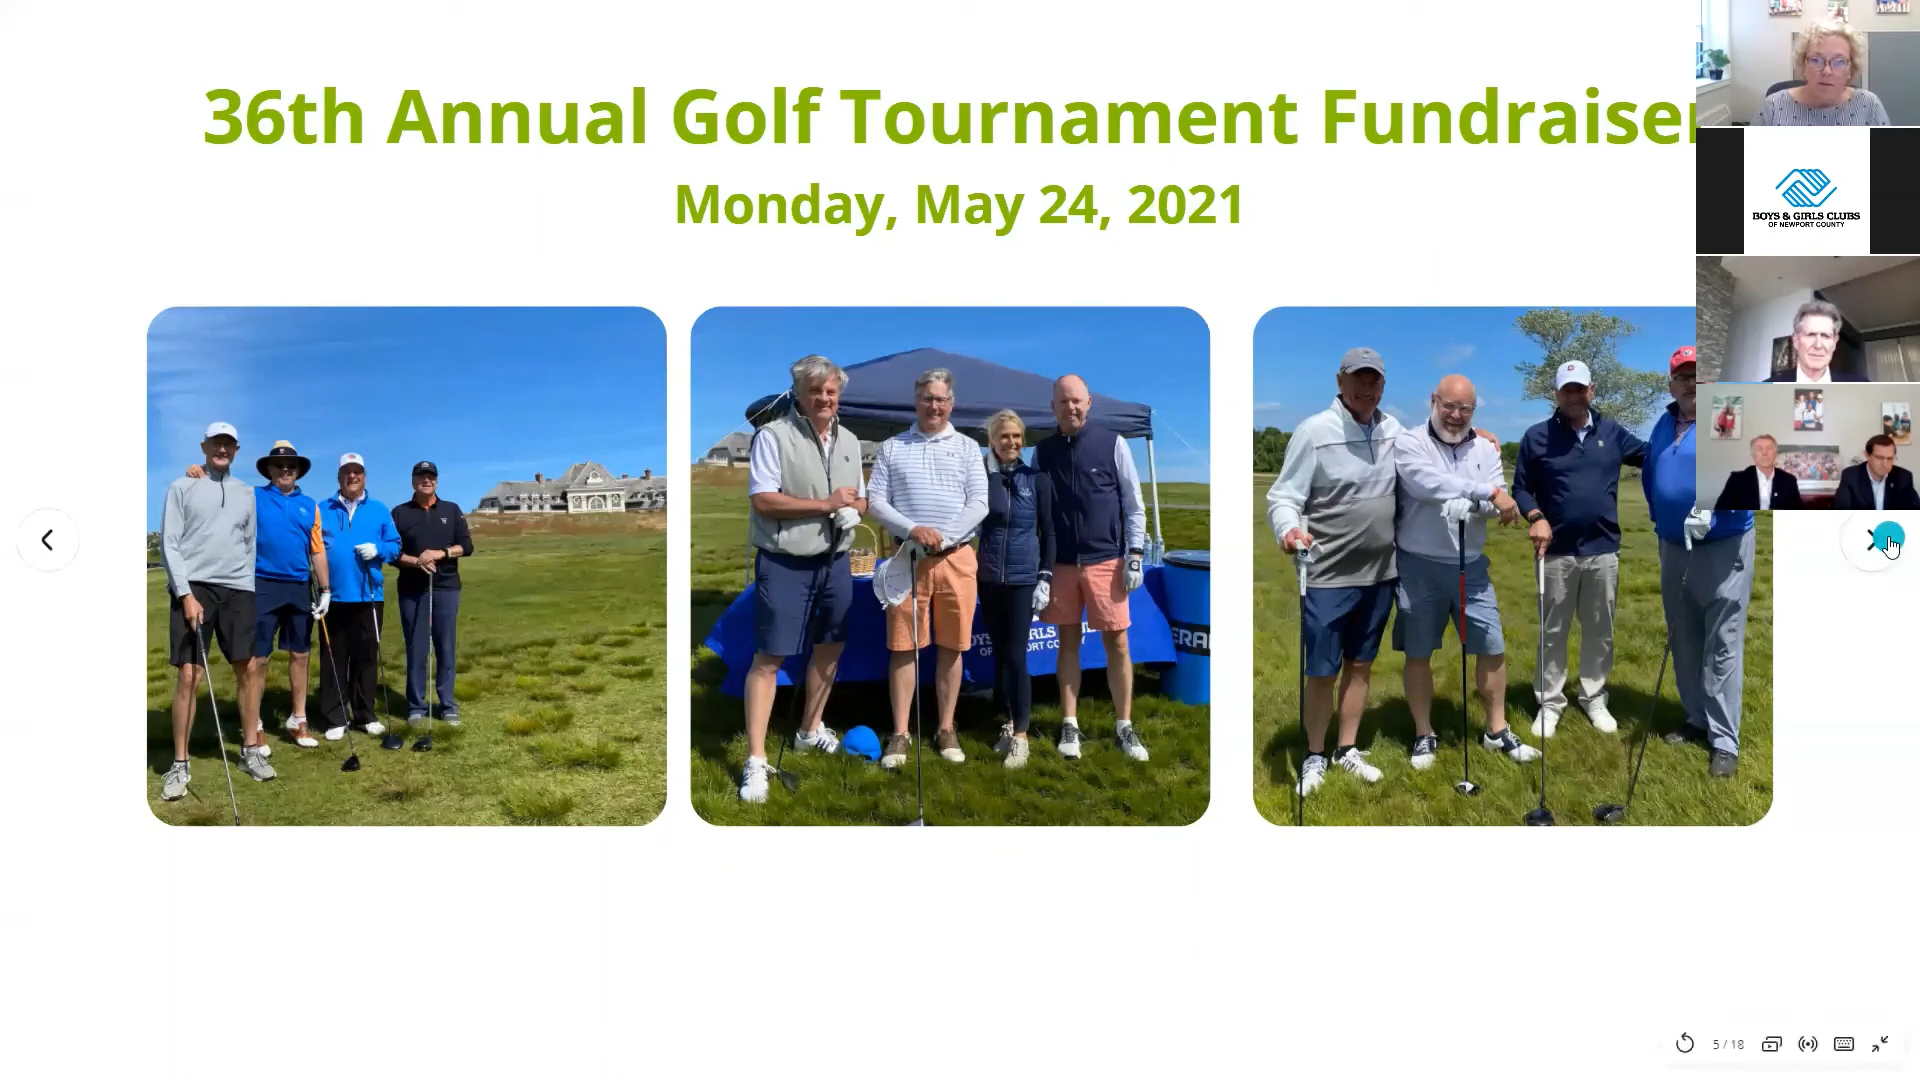 36th Annual Golf Tournament Fundraiser
Monday, May 24, 2021
BOYS & GIRLS CLUBS
OF NEWPORT COUNTY
5 / 18